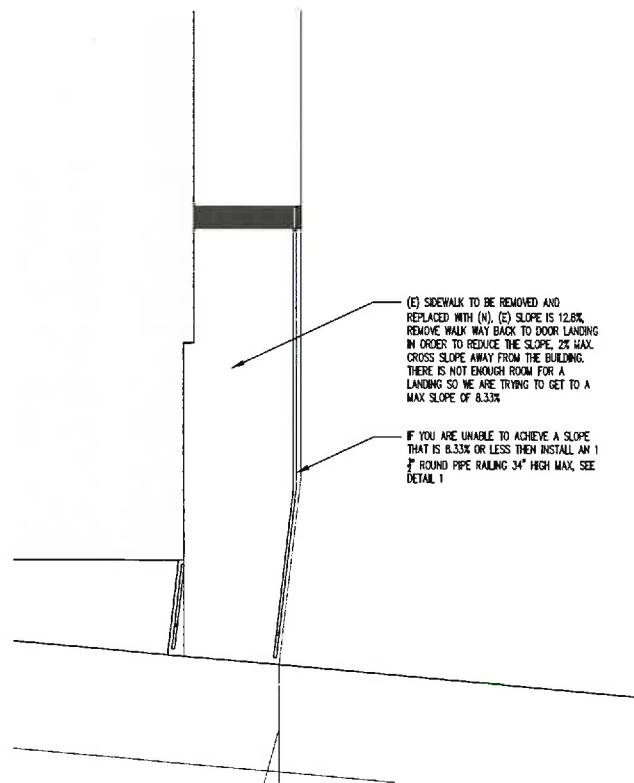 (E) SIDEWALK TO BE REMOVED AND
REPLACED WITH (N), (E) SLOPE IS 12.8%,
REMOVE WALK WAY BACK TO DOOR LANDING
IN ORDER TO REDUCE THE SLOPE, 2% MAX.
CROSS SLOPE AWAY FROM THE BUILDING.
THERE IS NOT ENOUGH ROOM FOR A
LANDING SO WE ARE TRYING TO GET TO A
MAX SLOPE OF 8.33%
IF YOU ARE UNABLE TO ACHIEVE A SLOPE
THAT IS 8.33% OR LESS THEN INSTALL AN 1
ROUND PIPE RAILING 34" HIGH MAX, SEE
DETAIL 1